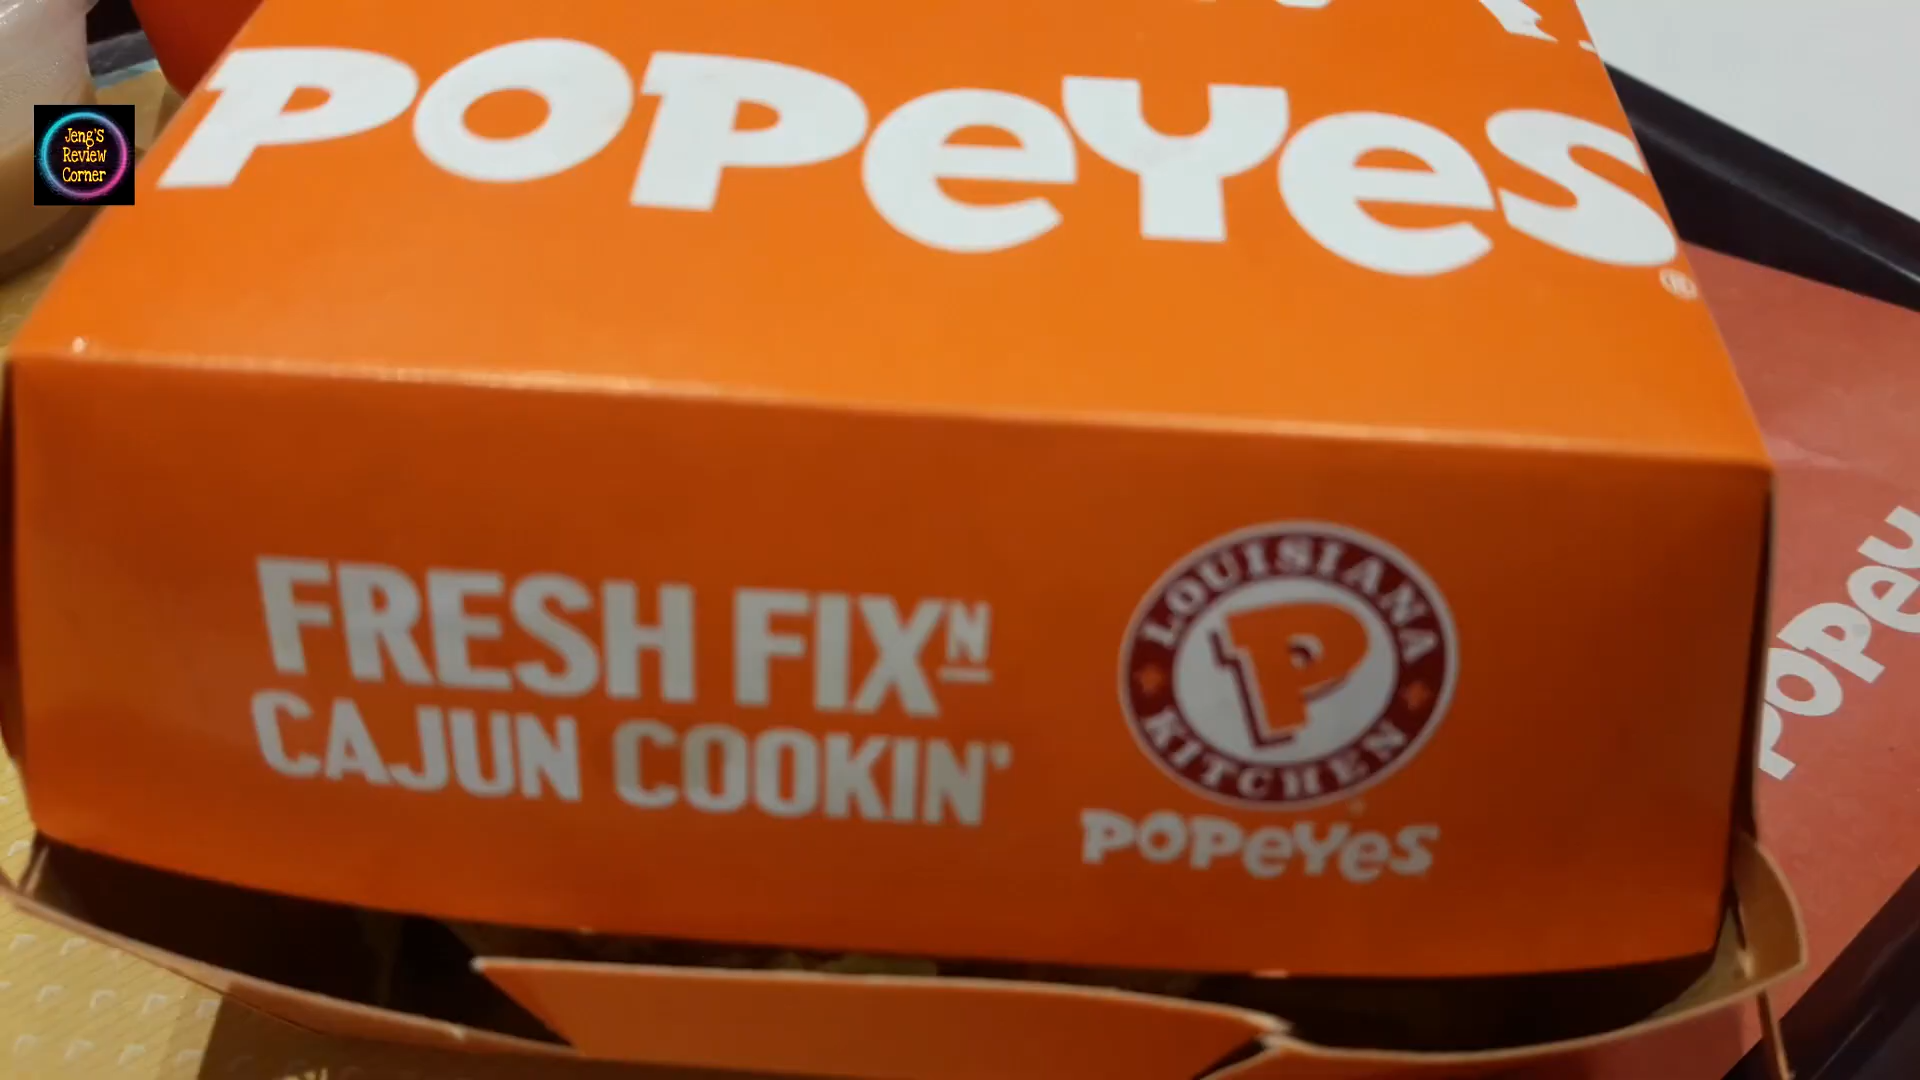 POPEYES®
Jeng's
Review
Corner
FRESH FIXN
CAJUN COOKIN'
LOUISIANA
P
KITCHEN
POPEYES
POPEY